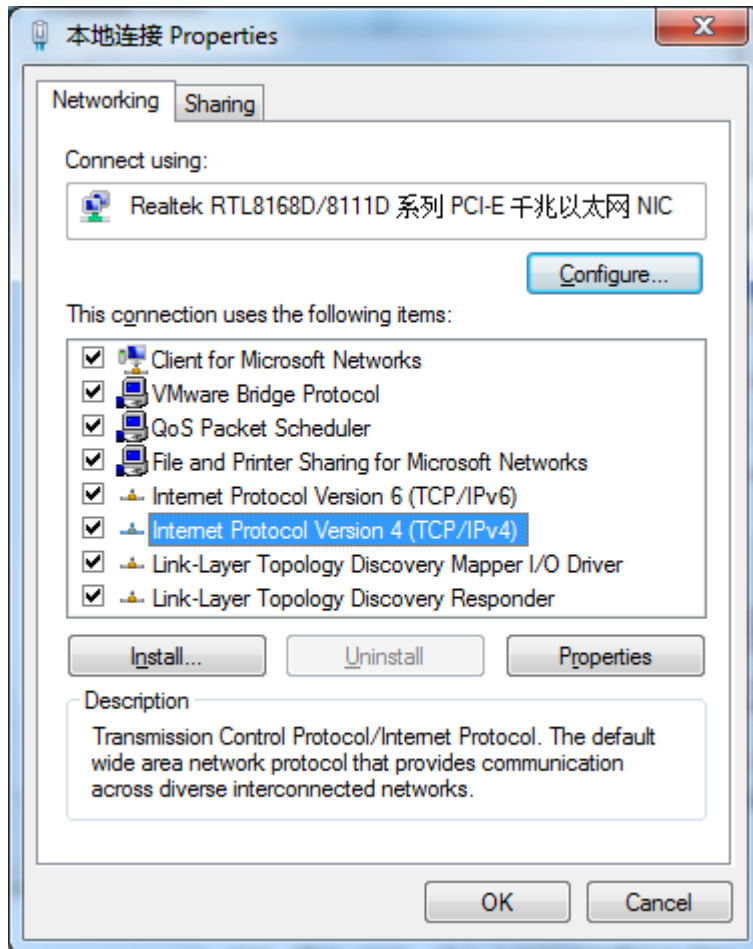 本地连接 Properties
Networking
Sharing
Connect using:
Realtek RTL8168D/8111D 系列 PCI-E 千兆以太网 NIC
Configure...
This connection uses the following items:
Client for Microsoft Networks
VMware Bridge Protocol
QoS Packet Scheduler
File and Printer Sharing for Microsoft Networks
Internet Protocol Version 6 (TCP/IPv6)
Internet Protocol Version 4 (TCP/IPv4)
Link-Layer Topology Discovery Mapper I/O Driver
Link-Layer Topology Discovery Responder
Install...
Uninstall
Properties
Description
Transmission Control Protocol/Internet Protocol. The default
wide area network protocol that provides communication
across diverse interconnected networks.
OK
Cancel